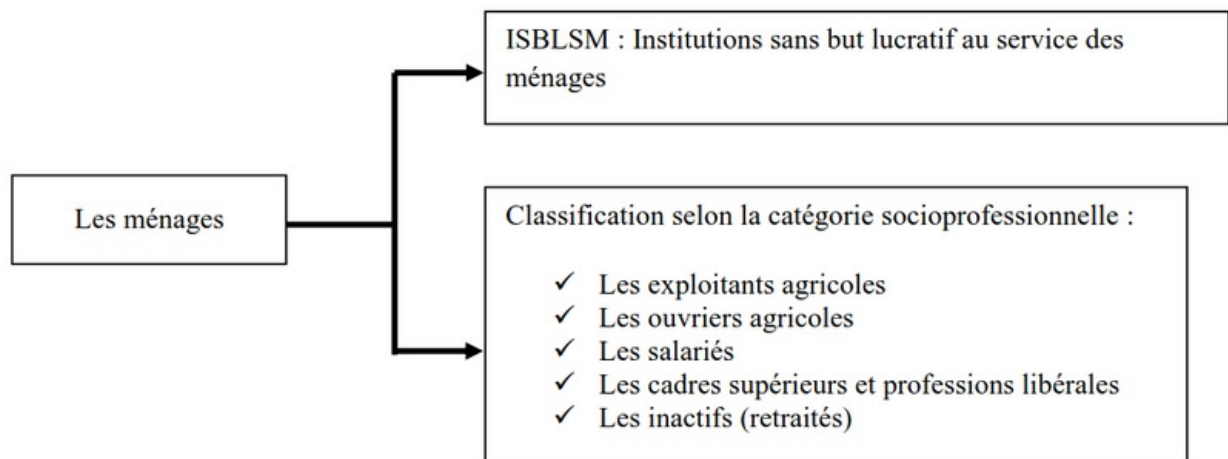 ISBLSM : Institutions sans but lucratif au service des
ménages
Les ménages
Classification selon la catégorie socioprofessionnelle :
✓ Les exploitants agricoles
✓ Les ouvriers agricoles
✓ Les salariés
✓ Les cadres supérieurs et professions libérales
✓ Les inactifs (retraités)